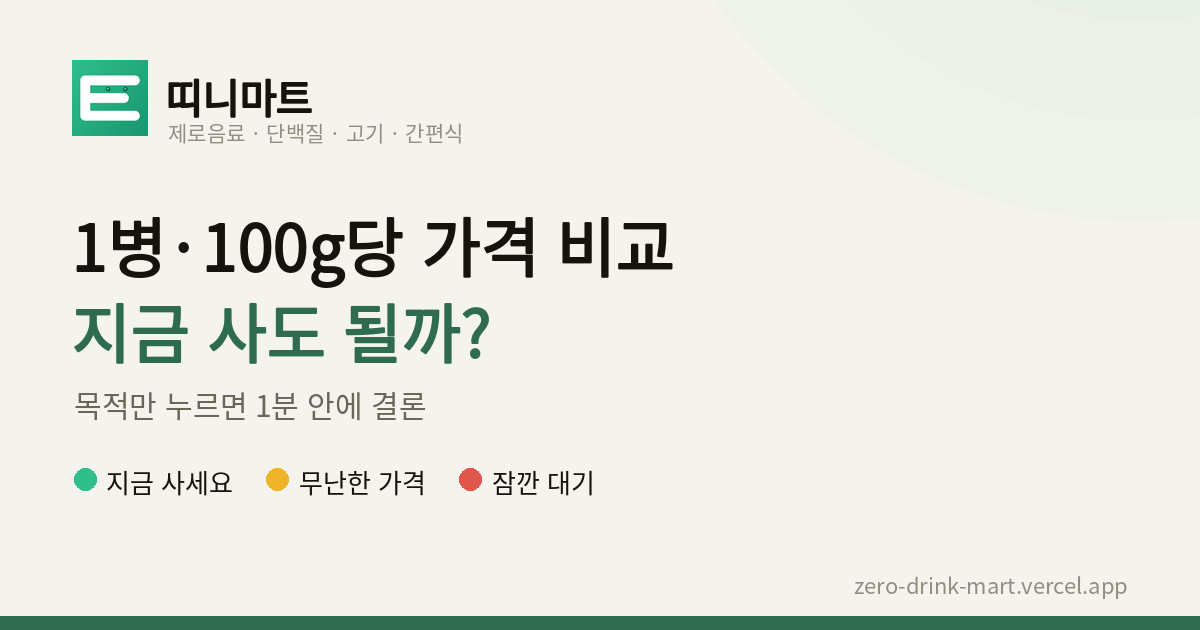 띠니마트
제로음료 · 단백질 · 고기 · 간편식
1병·100g당 가격 비교
지금 사도 될까?
목적만 누르면 1분 안에 결론
지금 사세요 무난한 가격 잠깐 대기
zero-drink-mart.vercel.app